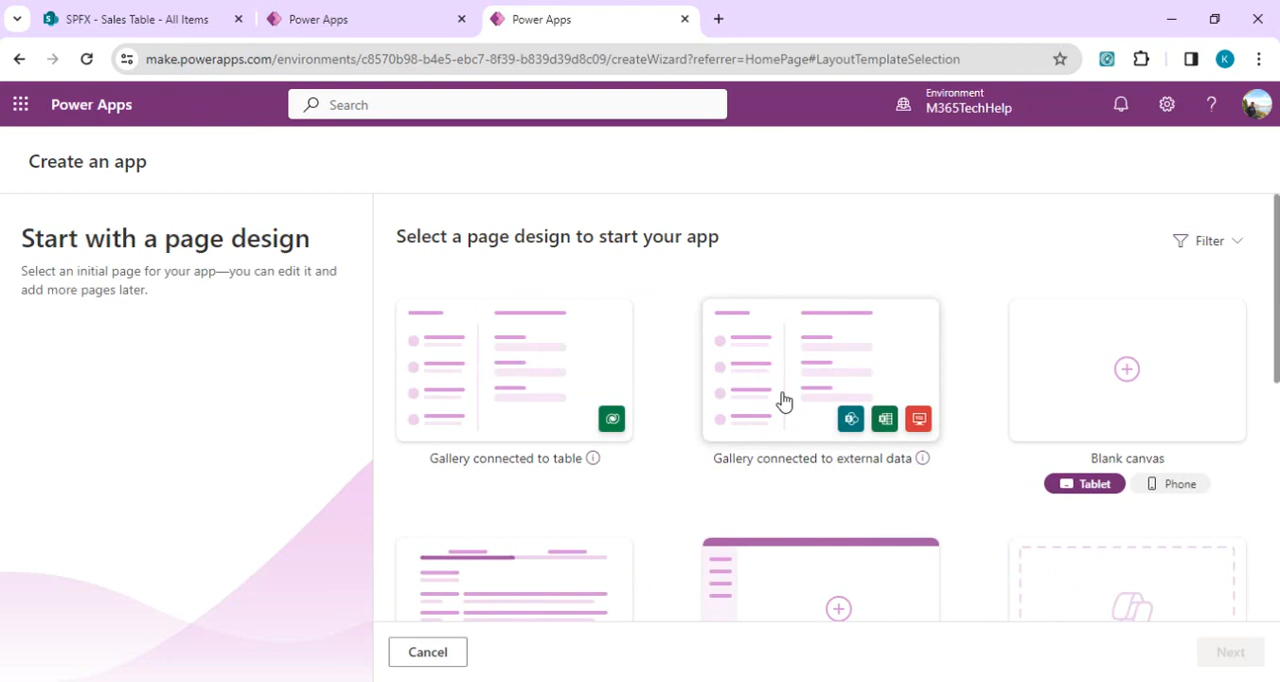 SPFX - Sales Table - All Items
Power Apps
Power Apps
make.powerapps.com/environments/c8570b98-b4e5-ebc7-8f39-b839d39d8c09/createWizard?referrer=HomePage#LayoutTemplateSelection
K
Power Apps
Search
Environment
M365TechHelp
Create an app
Start with a page design
Select an initial page for your app—you can edit it and
add more pages later.
Select a page design to start your app
Filter
Gallery connected to table
Gallery connected to external data
Blank canvas
Tablet
Phone
Cancel
Next